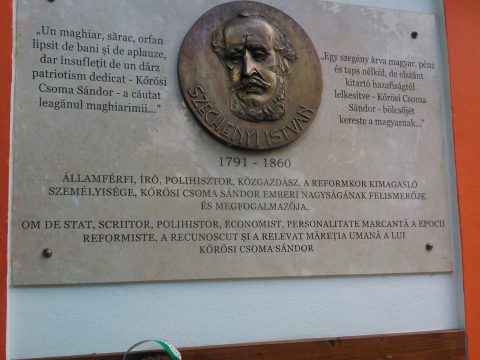 „Un maghiar, sărac, orfan
lipsit de bani şi de aplauze,
dar însufleţit de un dârz
patriotism dedicat - Kőrösi
Csoma Sándor - a căutat
leagănul maghiarimii...”
SZÉCHENYI ISTVÁN
„Egy szegény árva magyar, pénz
és taps nélkül, de elszánt
kitartó hazafiságtól
lelkesítve - Kőrösi Csoma
Sándor - bölcsőjét
kereste a magyarnak...”
1791 - 1860
ÁLLAMFÉRFI, ÍRÓ, POLIHISZTOR, KÖZGAZDÁSZ, A REFORMKOR KIMAGASLÓ
SZEMÉLYISÉGE, KŐRÖSI CSOMA SÁNDOR EMBERI NAGYSÁGÁNAK FELISMERŐJE
ÉS MEGFOGALMAZÓJA.
OM DE STAT, SCRIITOR, POLIHISTOR, ECONOMIST, PERSONALITATE MARCANTĂ A EPOCII
REFORMISTE, A RECUNOSCUT ŞI A RELEVAT MĂREŢIA UMANĂ A LUI
KŐRÖSI CSOMA SÁNDOR